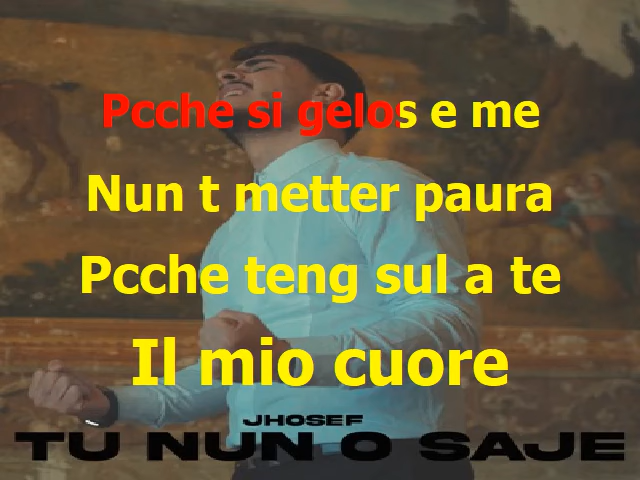 Pcche si gelos e me
Nun t metter paura
Pcche teng sul a te
Il mio cuore
JHOSEF
TU NUN O SAJE